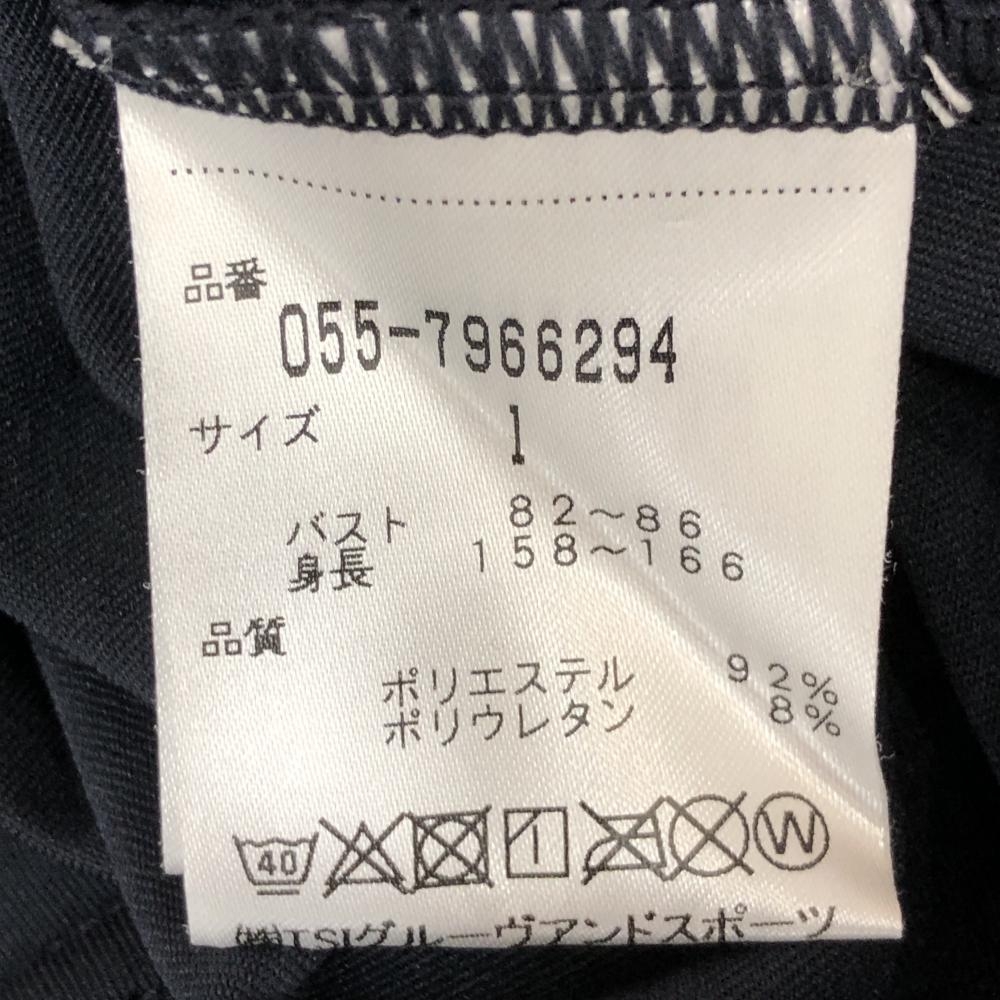 品番
055-7966294
サイズ 1
バスト 82～86
身長 158～166
品質
ポリエステル 92%
ポリウレタン 8%
40 W
㈱TSIグルーヴアンドスポーツ